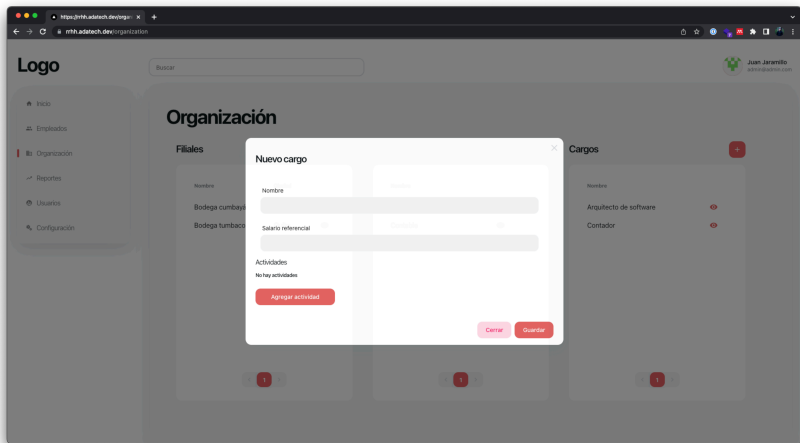 https://rrhh.adatech.dev/organ
rrhh.adatech.dev/organization
Logo
Buscar
Juan Jaramillo
admin@admin.com
Inicio
Empleados
Organización
Reportes
Usuarios
Configuración
Organización
Filiales
Nombre
Bodega cumbayá
Bodega tumbaco
Nuevo cargo
Nombre
Salario referencial
Actividades
No hay actividades
Agregar actividad
Cerrar
Guardar
Cargos
+
Nombre
Arquitecto de software
Contador
1
1
1